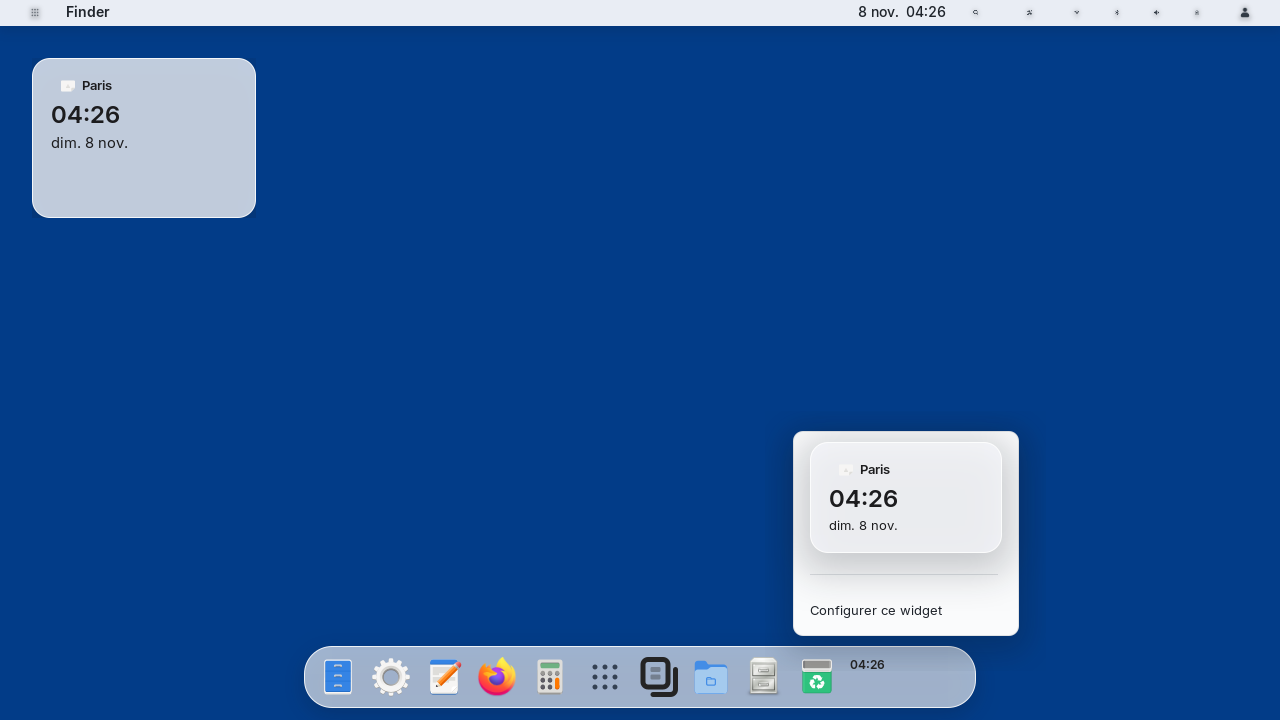 Finder
8 nov. 04:26
Paris
04:26
dim. 8 nov.
Paris
04:26
dim. 8 nov.
Configurer ce widget
04:26